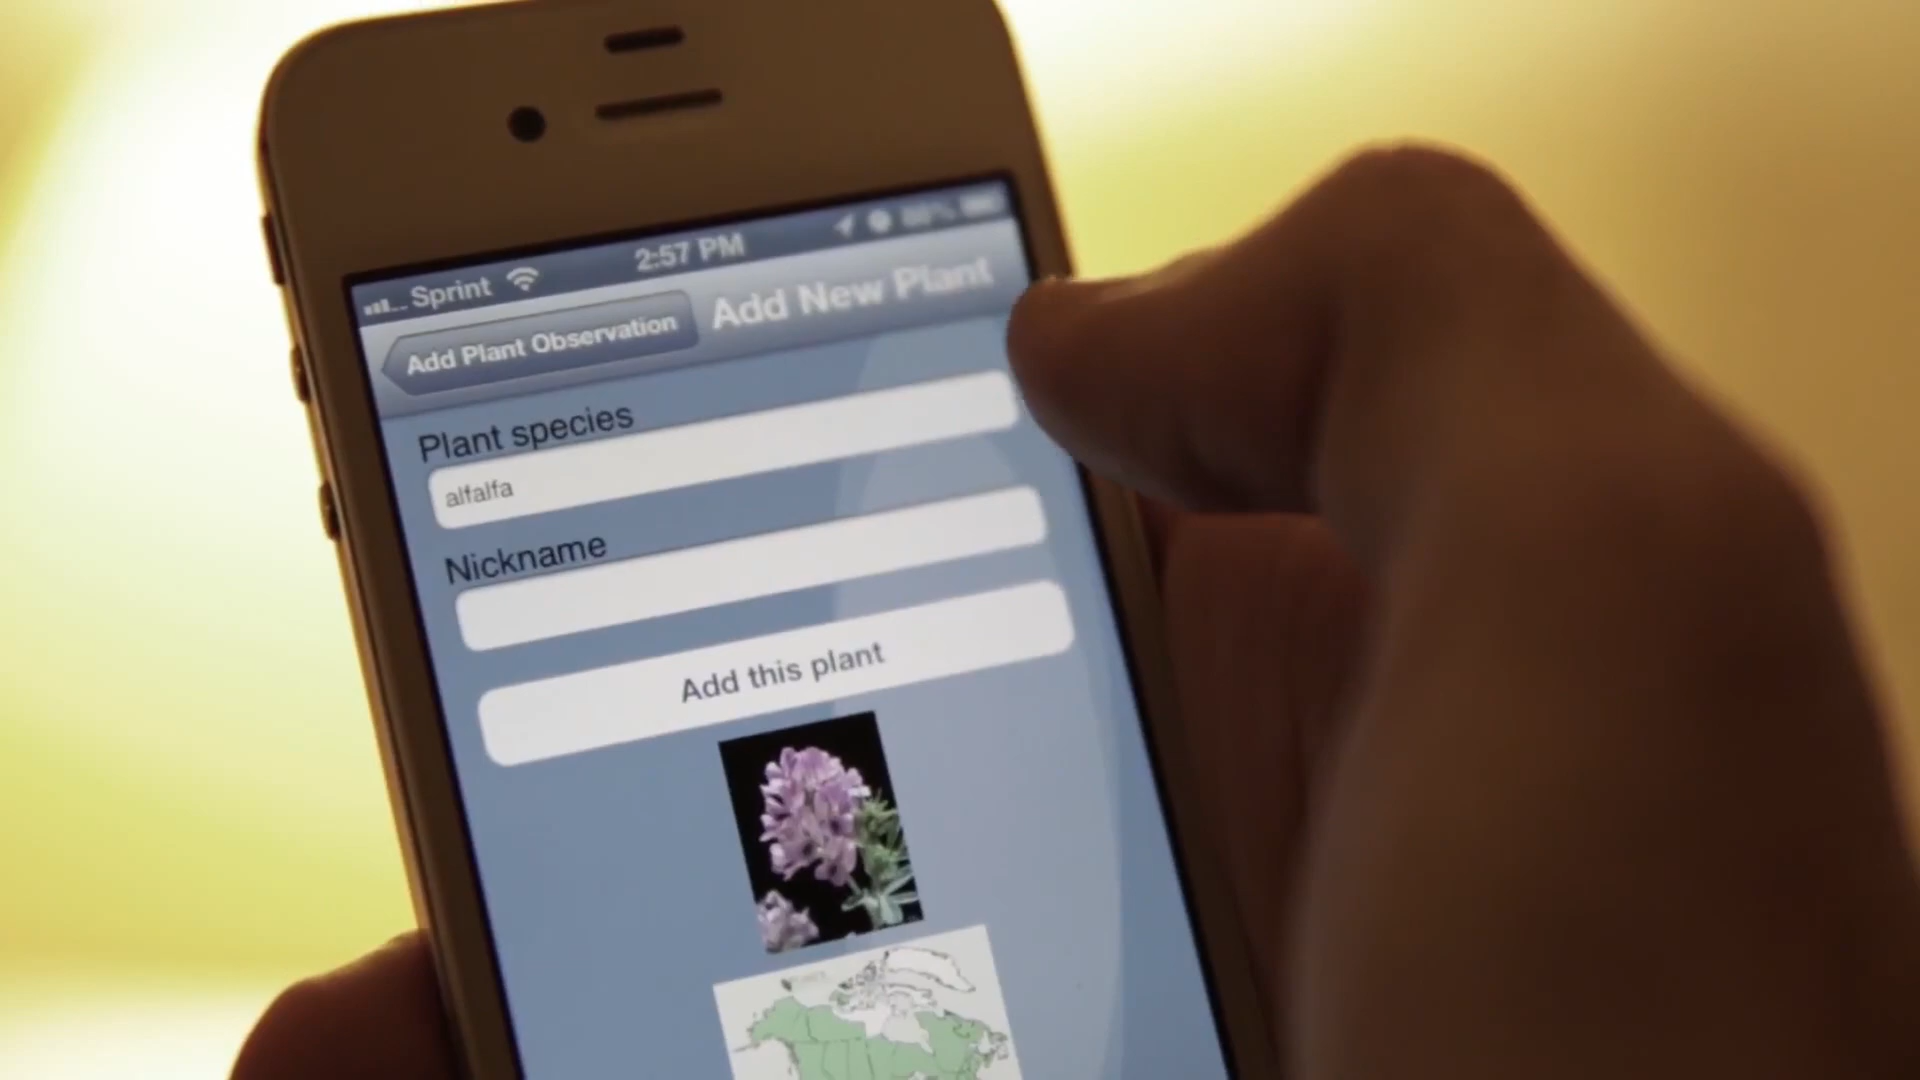 Sprint 2:57 PM
Add Plant Observation
Add New Plant
Plant species
alfalfa
Nickname
Add this plant